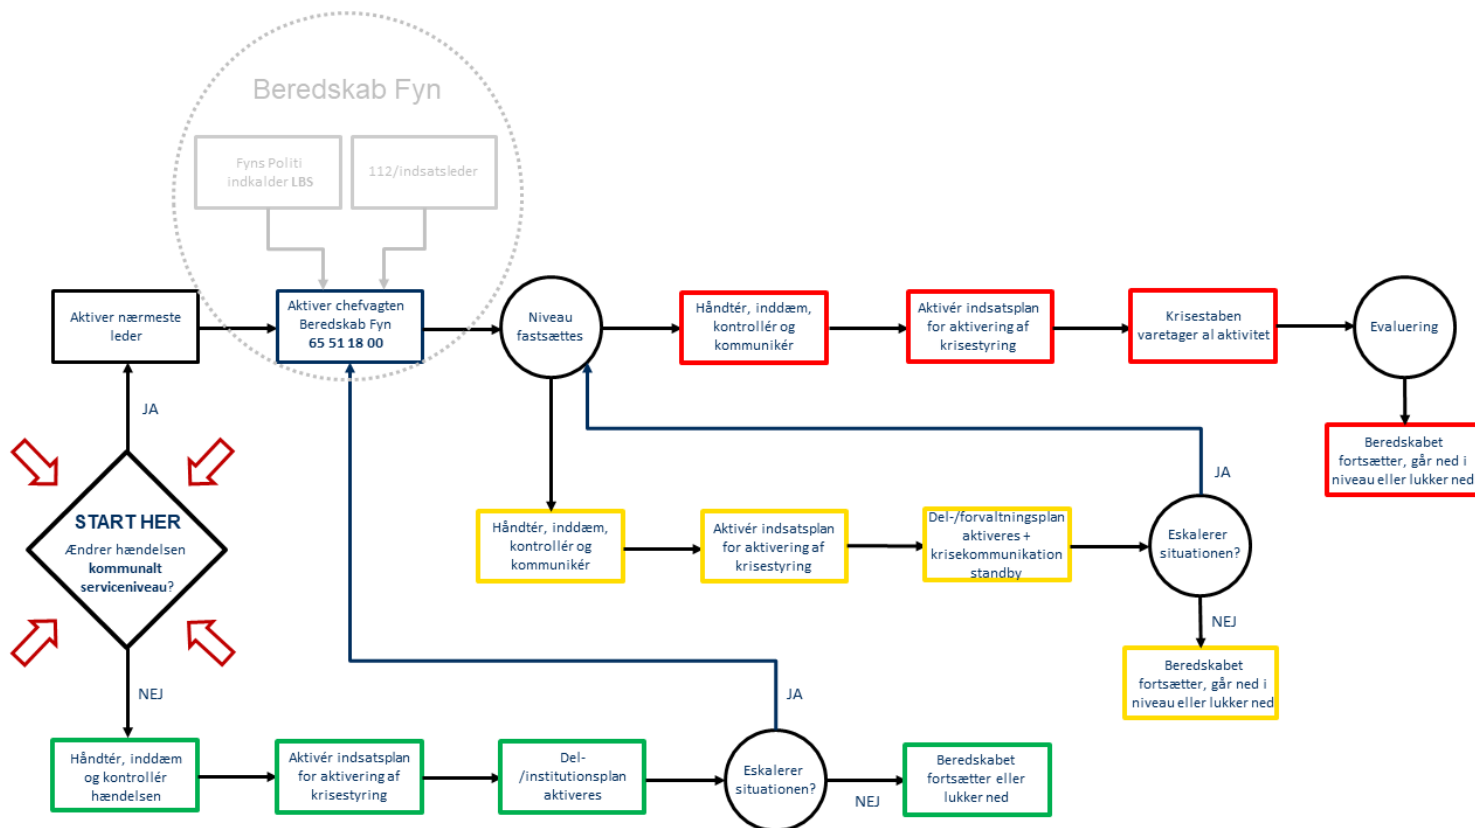 Beredskab Fyn
Fyns Politi
indkalder LBS
112/indsatsleder
Aktiver nærmeste
leder
Aktiver chefvagten
Beredskab Fyn
65 51 18 00
Niveau
fastsættes
Håndtér, inddæm,
kontrollér og
kommunikér
Aktivér indsatsplan
for aktivering af
krisestyring
Krisestaben
varetager al aktivitet
Evaluering
JA
Beredskabet
fortsætter, går ned i
niveau eller lukker ned
START HER
Ændrer hændelsen
kommunalt
serviceniveau?
Håndtér, inddæm,
kontrollér og
kommunikér
Aktivér indsatsplan
for aktivering af
krisestyring
Del-/forvaltningsplan
aktiveres +
krisekommunikation
standby
Eskalerer
situationen?
JA
NEJ
Beredskabet
fortsætter, går ned i
niveau eller lukker ned
NEJ
Håndtér, inddæm
og kontrollér
hændelsen
Aktivér indsatsplan
for aktivering af
krisestyring
Del-
/institutionsplan
aktiveres
Eskalerer
situationen?
JA
NEJ
Beredskabet
fortsætter eller
lukker ned